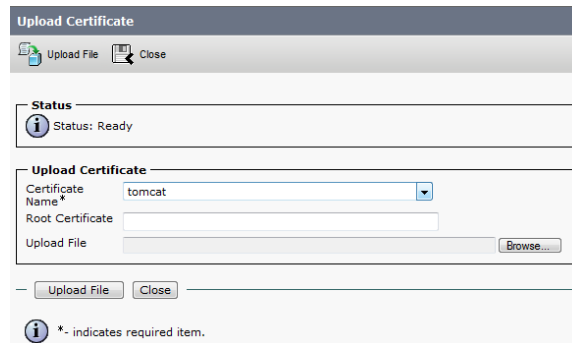 Upload Certificate
Upload File Close
Status
Status: Ready
Upload Certificate
Certificate
Name*
tomcat
Root Certificate
Upload File
Browse...
Upload File Close
*- indicates required item.